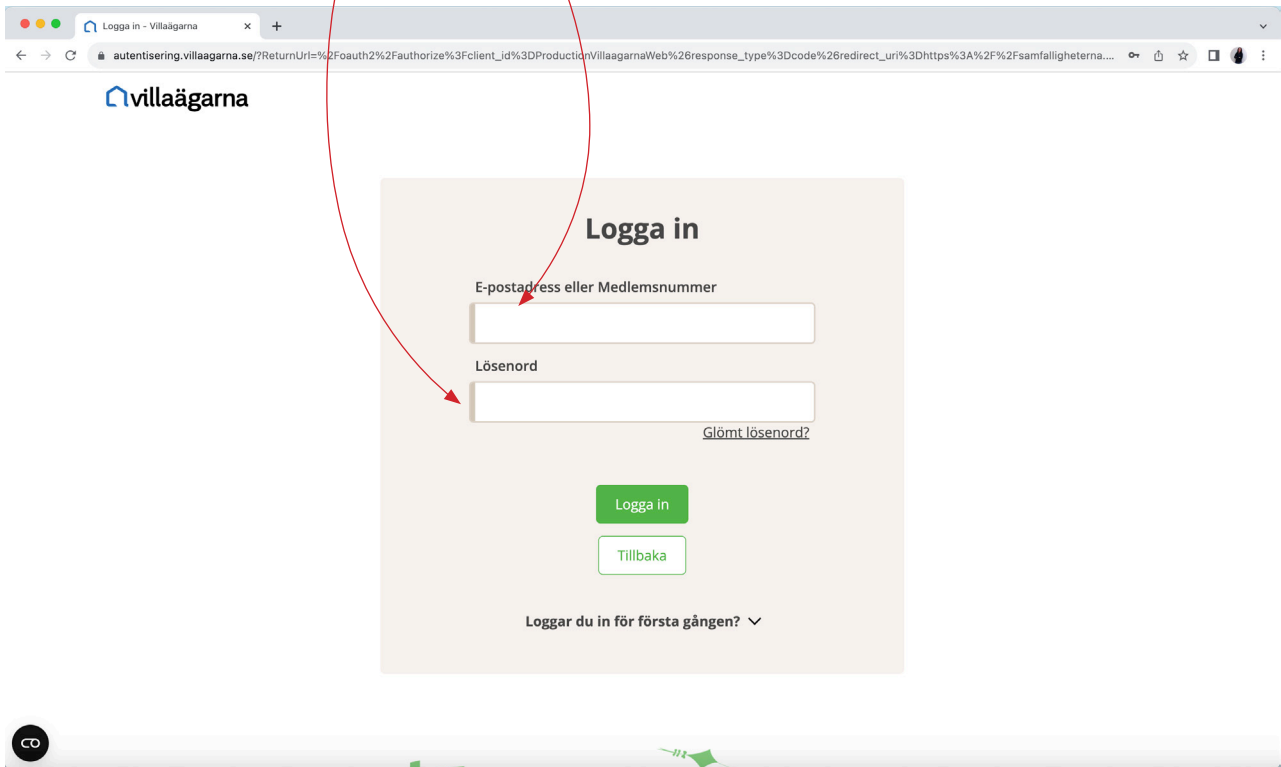 Logga in - Villaägarna
autentisering.villaagarna.se/?ReturnUrl=%2Foauth2%2Fauthorize%3Fclient_id%3DProductionVillaagarnaWeb%26response_type%3Dcode%26redirect_uri%3Dhttps%3A%2F%2Fsamfalligheterna....
villaägarna
Logga in
E-postadress eller Medlemsnummer
Lösenord
Glömt lösenord?
Logga in
Tillbaka
Loggar du in för första gången?